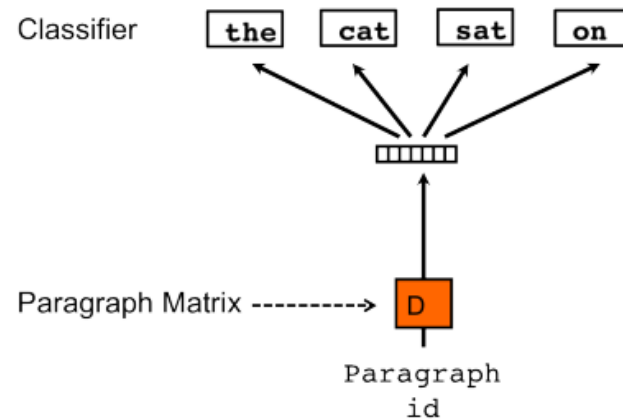 Classifier the cat sat on
Paragraph Matrix D
Paragraph
id